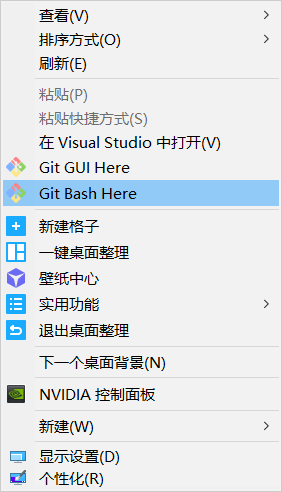 查看(V)
排序方式(O)
刷新(E)
粘贴(P)
粘贴快捷方式(S)
在 Visual Studio 中打开(V)
Git GUI Here
Git Bash Here
新建格子
一键桌面整理
壁纸中心
实用功能
退出桌面整理
下一个桌面背景(N)
NVIDIA 控制面板
新建(W)
显示设置(D)
个性化(R)